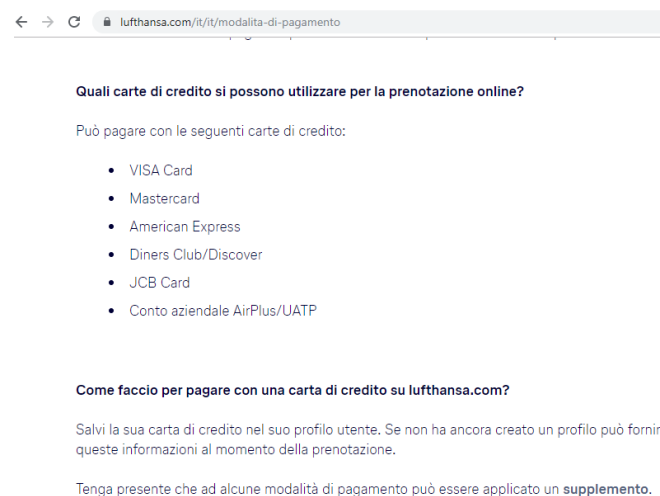 lufthansa.com/it/it/modalita-di-pagamento
Quali carte di credito si possono utilizzare per la prenotazione online?
Può pagare con le seguenti carte di credito:
• VISA Card
• Mastercard
• American Express
• Diners Club/Discover
• JCB Card
• Conto aziendale AirPlus/UATP
Come faccio per pagare con una carta di credito su lufthansa.com?
Salvi la sua carta di credito nel suo profilo utente. Se non ha ancora creato un profilo può fornir
queste informazioni al momento della prenotazione.
Tenga presente che ad alcune modalità di pagamento può essere applicato un supplemento.